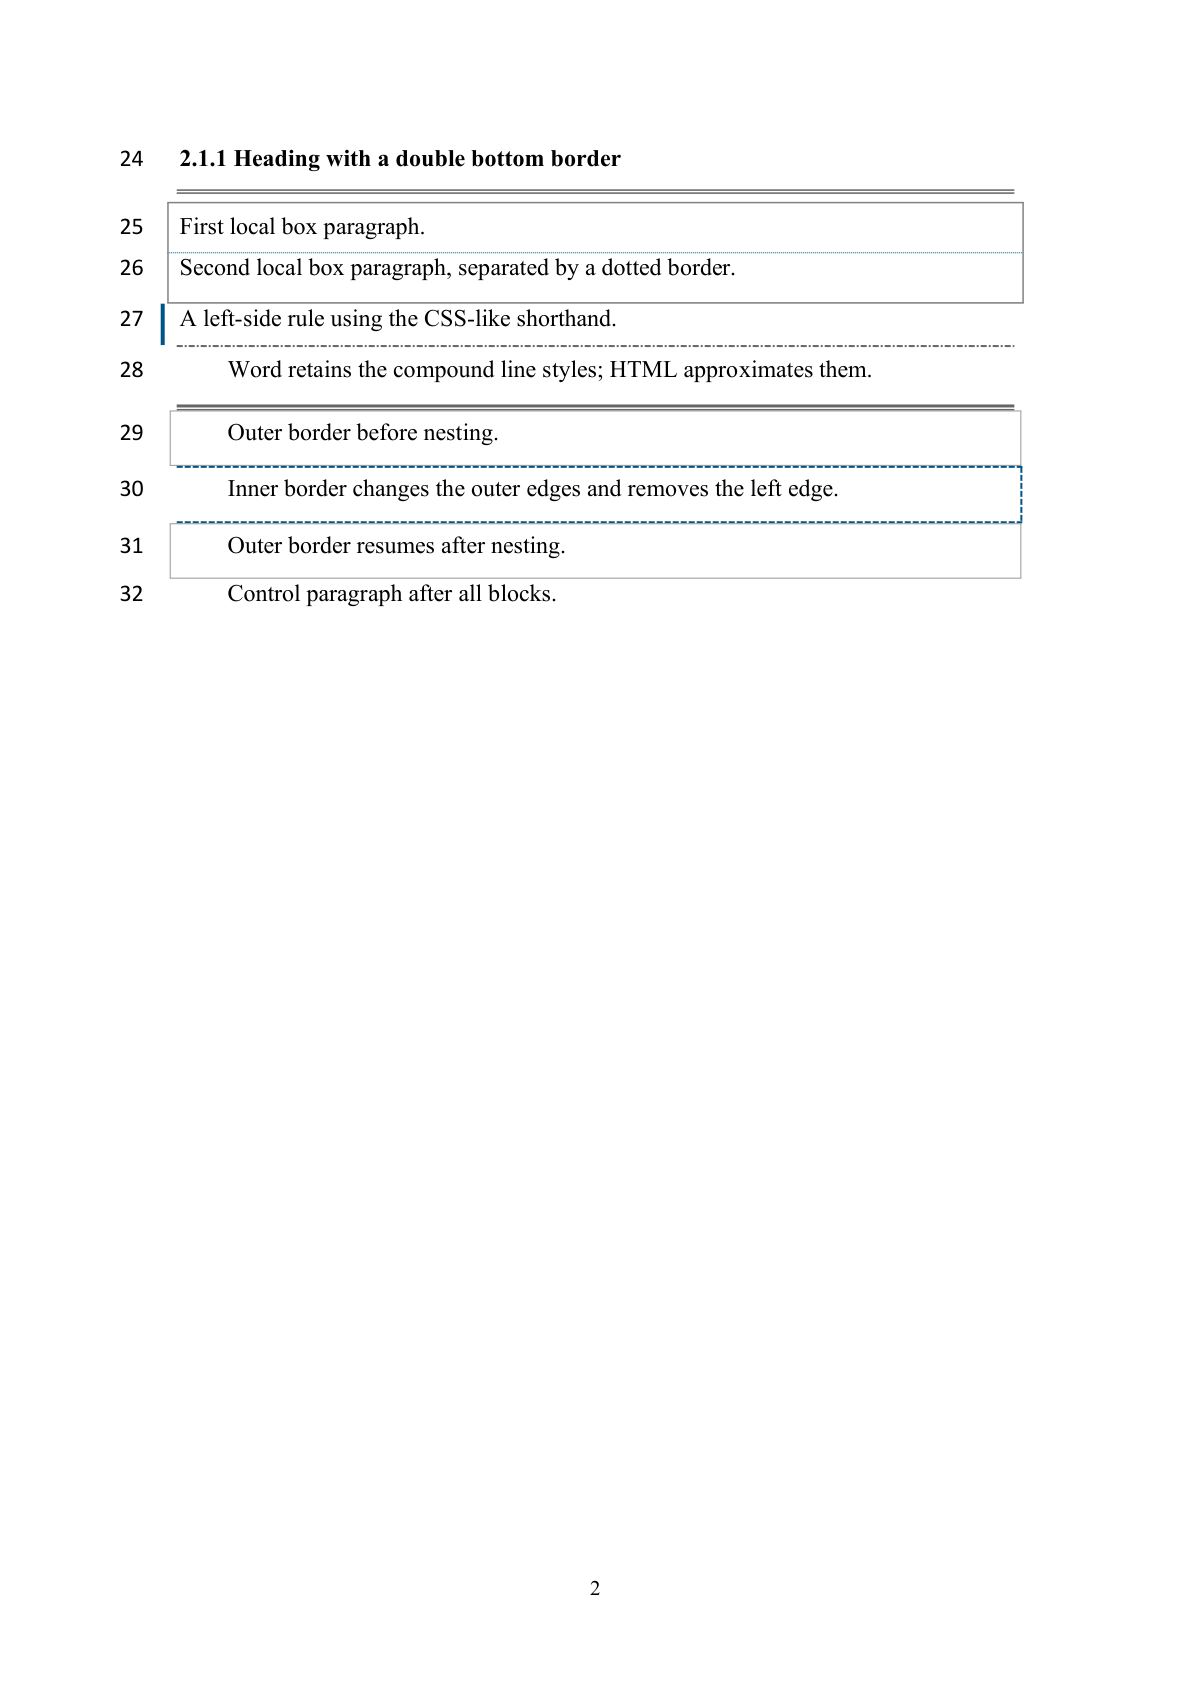 24 2.1.1 Heading with a double bottom border
25 First local box paragraph.
26 Second local box paragraph, separated by a dotted border.
27 A left-side rule using the CSS-like shorthand.
28 Word retains the compound line styles; HTML approximates them.
29 Outer border before nesting.
30 Inner border changes the outer edges and removes the left edge.
31 Outer border resumes after nesting.
32 Control paragraph after all blocks.
2